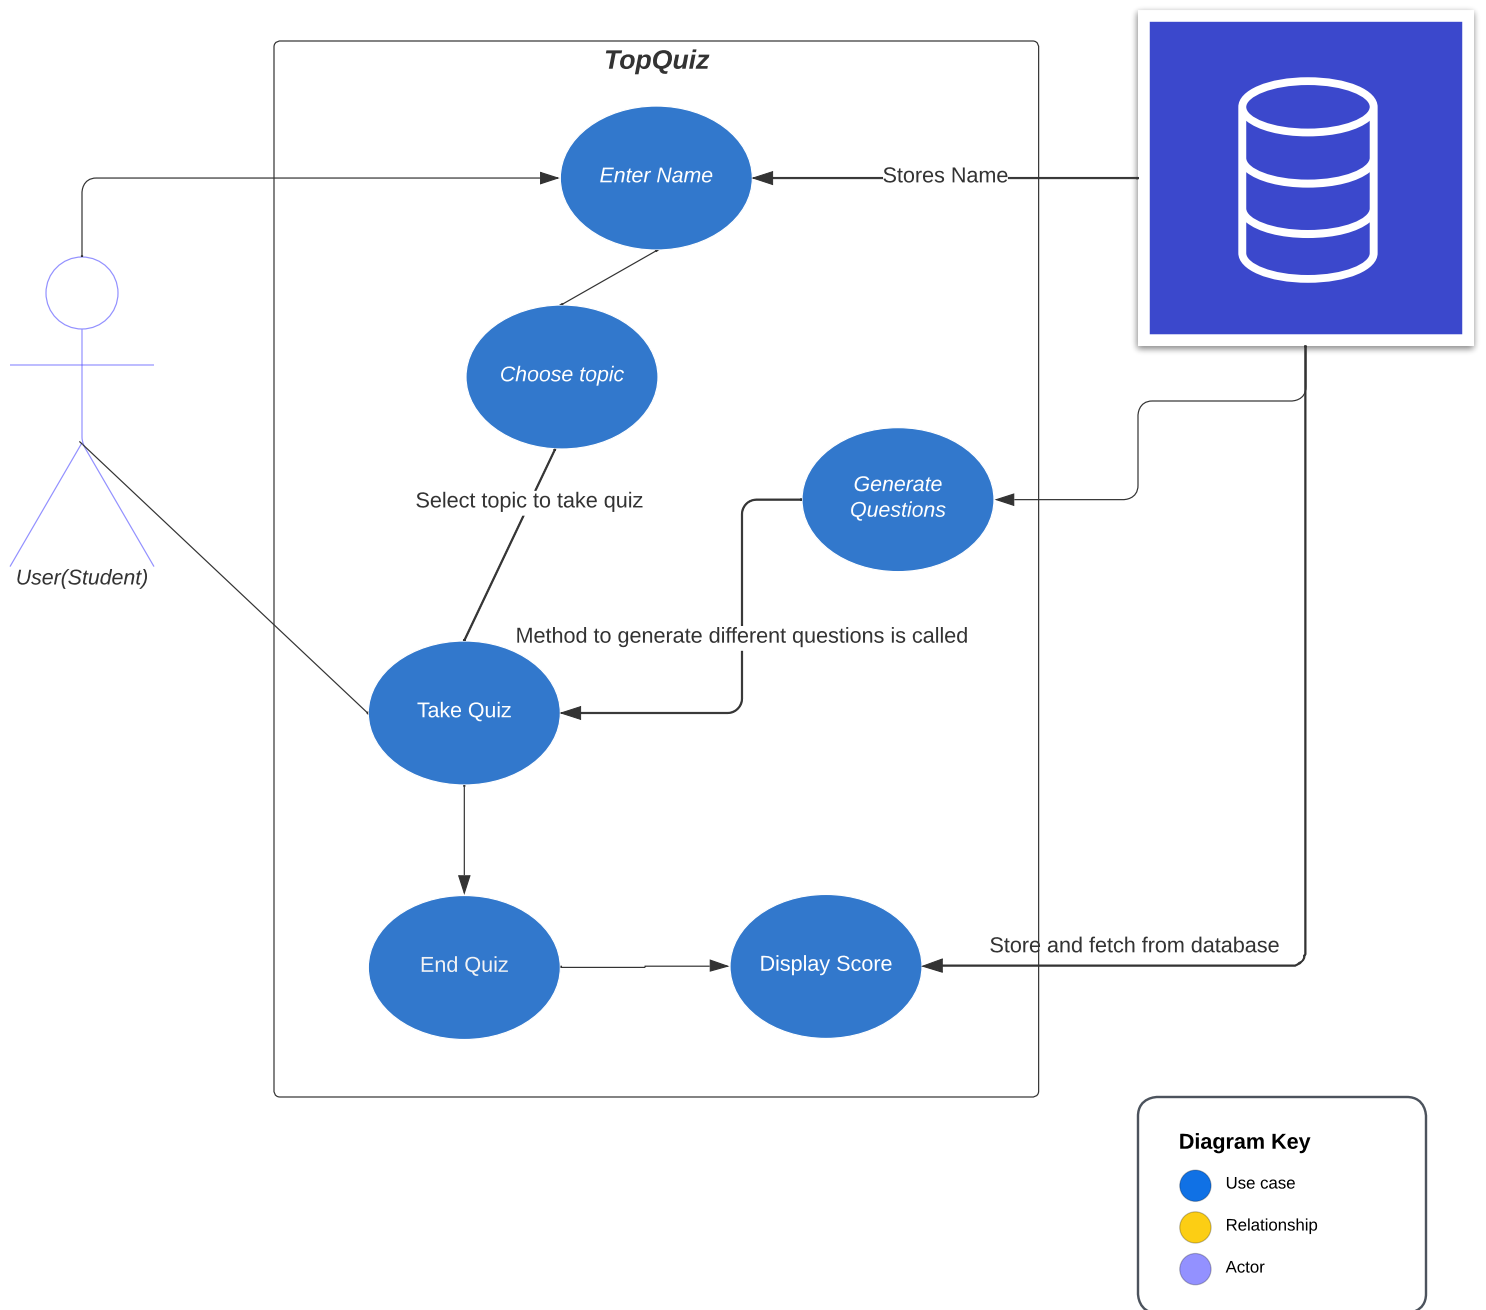 TopQuiz
Enter Name
Stores Name
Choose topic
Generate
Questions
Select topic to take quiz
User(Student)
Method to generate different questions is called
Take Quiz
Store and fetch from database
End Quiz
Display Score
Diagram Key
Use case
Relationship
Actor